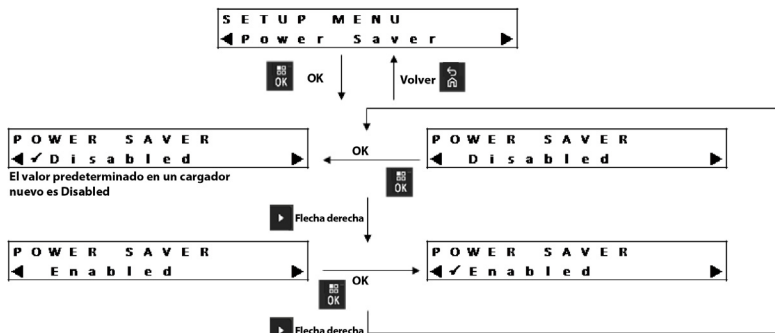 SETUP MENU
Power Saver
OK
OK
Volver
POWER SAVER
✓Disabled
OK
OK
POWER SAVER
Disabled
El valor predeterminado en un cargador
nuevo es Disabled
Flecha derecha
POWER SAVER
Enabled
OK
OK
POWER SAVER
✓Enabled
Flecha derecha